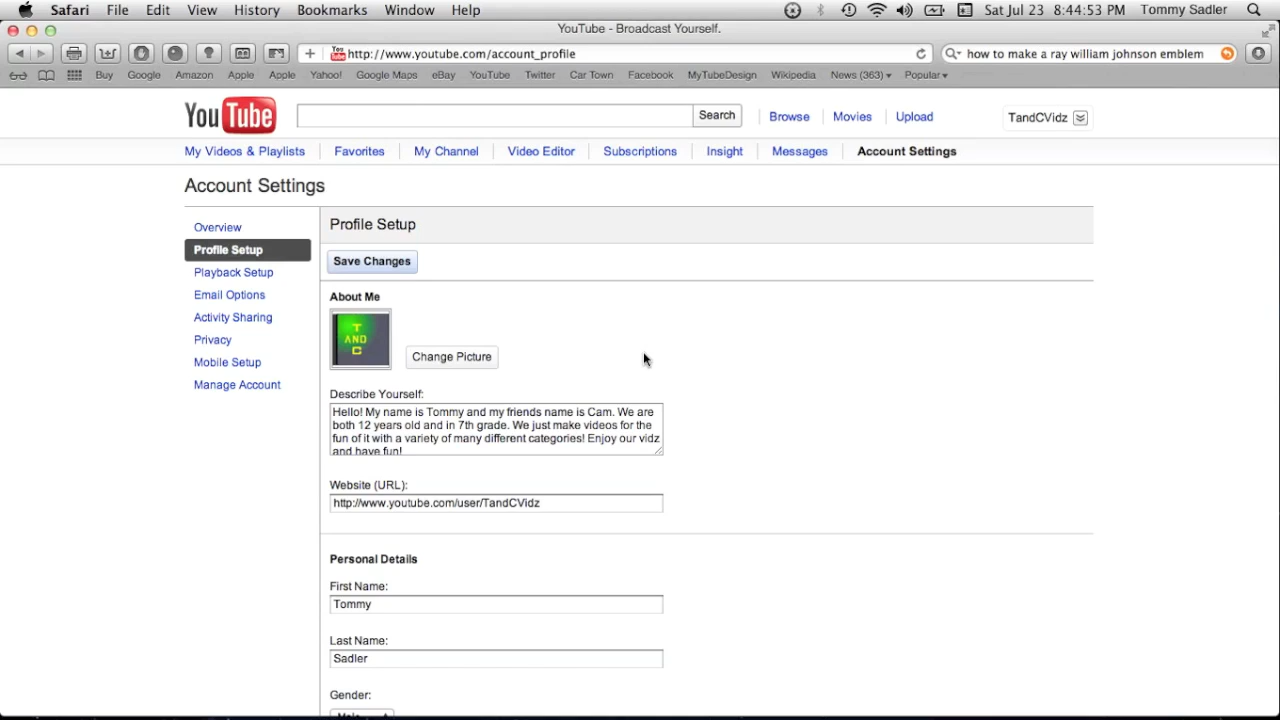 Safari File Edit View History Bookmarks Window Help Sat Jul 23 8:44:53 PM Tommy Sadler
YouTube - Broadcast Yourself.
http://www.youtube.com/account_profile how to make a ray william johnson emblem
Buy Google Amazon Apple Apple Yahoo! Google Maps eBay YouTube Twitter Car Town Facebook MyTubeDesign Wikipedia News (363) Popular
YouTube Search Browse Movies Upload TandCVidz
My Videos & Playlists Favorites My Channel Video Editor Subscriptions Insight Messages Account Settings
Account Settings
Overview
Profile Setup
Playback Setup
Email Options
Activity Sharing
Privacy
Mobile Setup
Manage Account
Profile Setup
Save Changes
About Me
T
AND
C
Change Picture
Describe Yourself:
Hello! My name is Tommy and my friends name is Cam. We are
both 12 years old and in 7th grade. We just make videos for the
fun of it with a variety of many different categories! Enjoy our vidz
and have fun!
Website (URL):
http://www.youtube.com/user/TandCVidz
Personal Details
First Name:
Tommy
Last Name:
Sadler
Gender:
Male